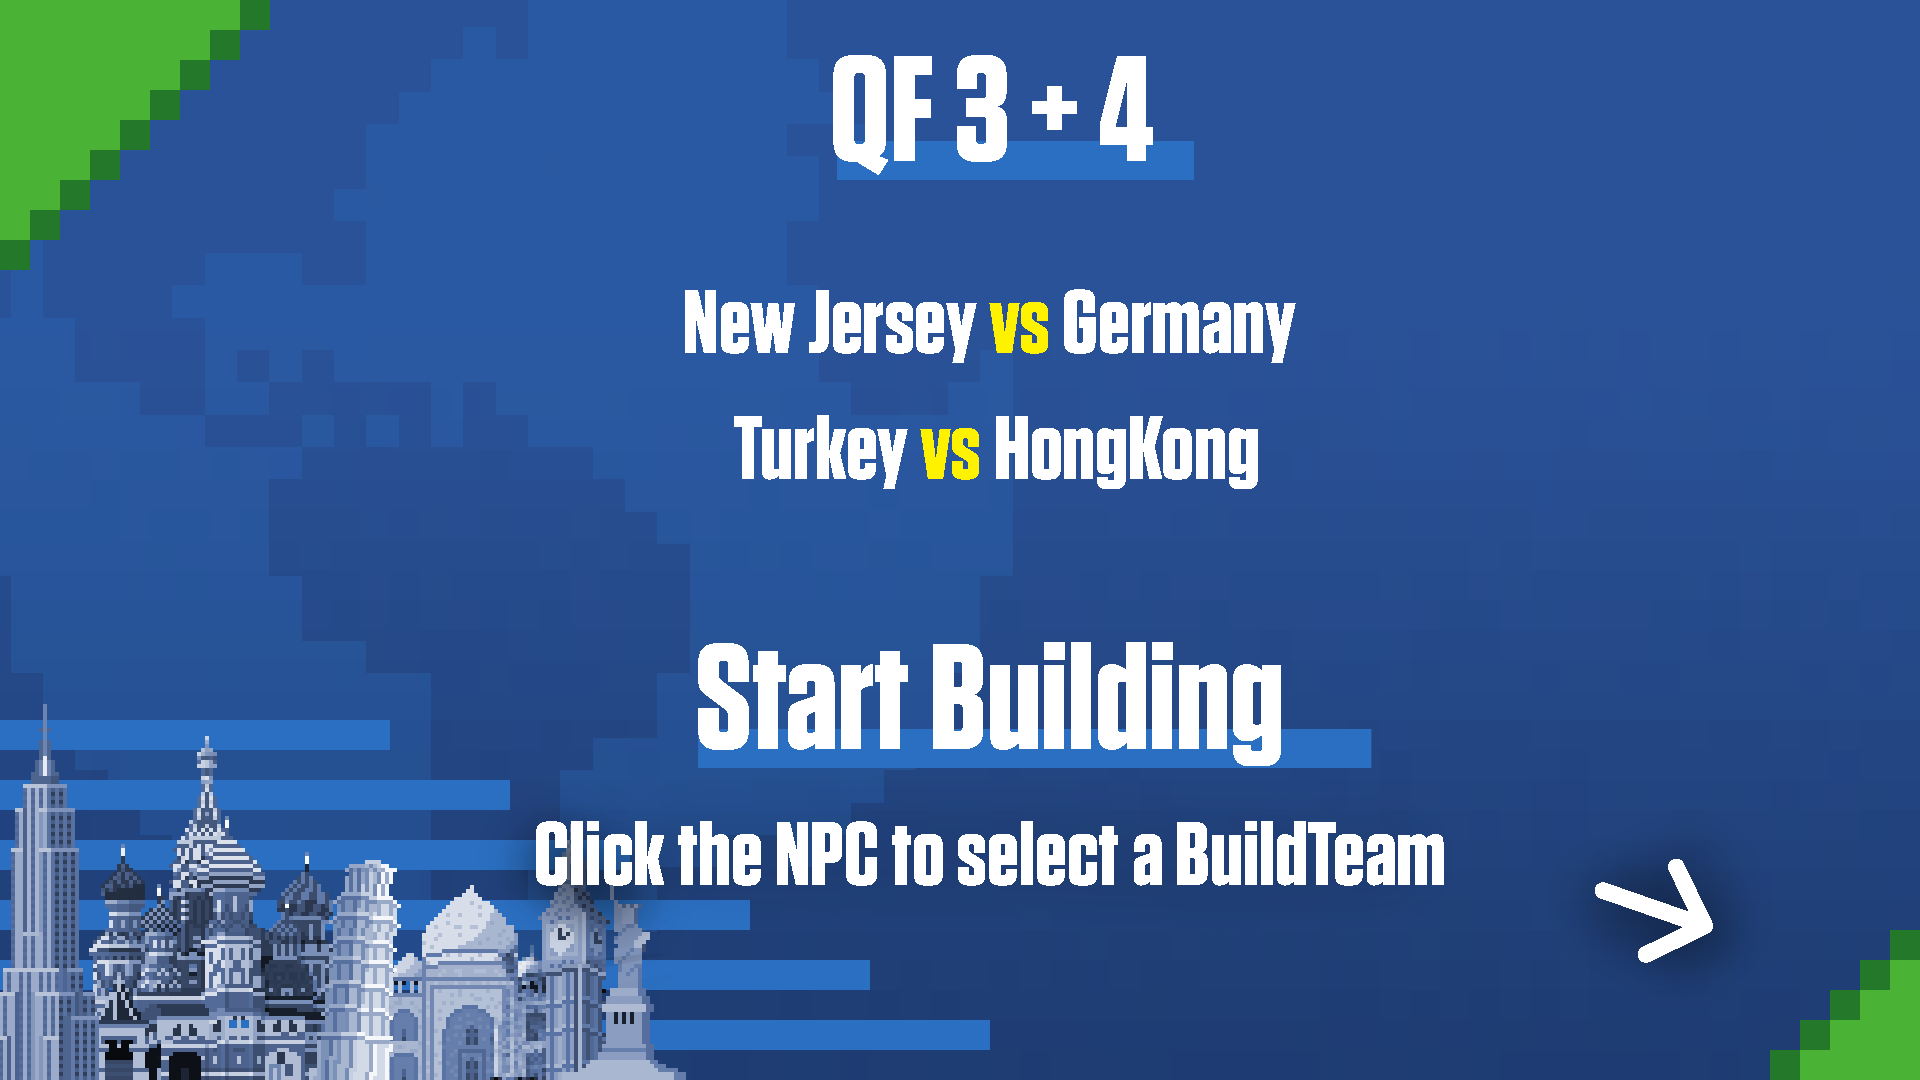 QF 3 + 4
New Jersey vs Germany
Turkey vs HongKong
Start Building
Click the NPC to select a BuildTeam